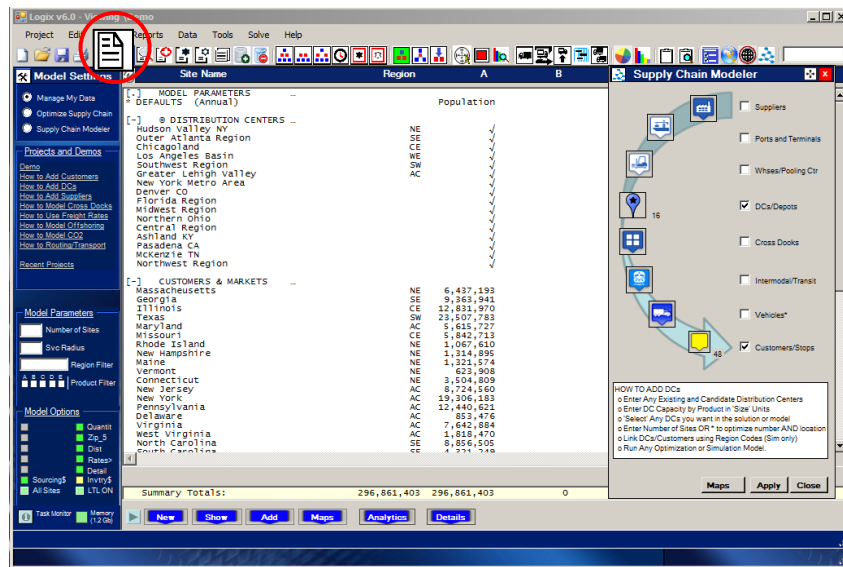 Logix v6.0 - Viewing (Demo
Project Edit Reports Data Tools Solve Help
Model Settings
Manage My Data
Optimize Supply Chain
Supply Chain Modeler
Projects and Demos
Demo
How to Add Customers
How to Add DCs
How to Add Suppliers
How to Model Cross Docks
How to Use Freight Rates
How to Model Offshoring
How to Model CO2
How to Routing/Transport
Recent Projects
Model Parameters
Number of Sites
Svc Radius
Region Filter
A B C D E
Product Filter
Model Options
Quantit
Zip_5
Dist
Rates>
Detail
Sourcing$ Invtry$
All Sites LTL ON
Task Monitor Memory
(1.2 Gb)
Site Name Region A B
[.] MODEL PARAMETERS …
* DEFAULTS (Annual) Population
[-] ® DISTRIBUTION CENTERS …
Hudson Valley NY NE √
Outer Atlanta Region SE √
Chicagoland CE √
Los Angeles Basin WE √
Southwest Region SW √
Greater Lehigh Valley AC √
New York Metro Area √
Denver CO √
Florida Region √
Midwest Region √
Northern Ohio √
Central Region √
Ashland KY √
Pasadena CA √
McKenzie TN √
Northwest Region √
[-] CUSTOMERS & MARKETS …
Massachusetts NE 6,437,193
Georgia SE 9,363,941
Illinois CE 12,831,970
Texas SW 23,507,783
Maryland AC 5,615,727
Missouri CE 5,842,713
Rhode Island NE 1,067,610
New Hampshire NE 1,314,895
Maine NE 1,321,574
Vermont NE 623,908
Connecticut NE 3,504,809
New Jersey AC 8,724,560
New York AC 19,306,183
Pennsylvania AC 12,440,621
Delaware AC 853,476
Virginia AC 7,642,884
West Virginia AC 1,818,470
North Carolina SE 8,856,505
South Carolina SE 4,321,249
Summary Totals: 296,861,403 296,861,403 0
New Show Add Maps Analytics Details
Supply Chain Modeler
Suppliers
Ports and Terminals
Whses/Pooling Ctr
16 DCs/Depots
Cross Docks
Intermodal/Transit
Vehicles*
48 Customers/Stops
HOW TO ADD DCs
o Enter Any Existing and Candidate Distribution Centers
o Enter DC Capacity by Product in 'Size' Units
o 'Select' Any DCs you want in the solution or model
o Enter Number of Sites OR * to optimize number AND location
o Link DCs/Customers using Region Codes (Sim only)
o Run Any Optimization or Simulation Model.
Maps Apply Close